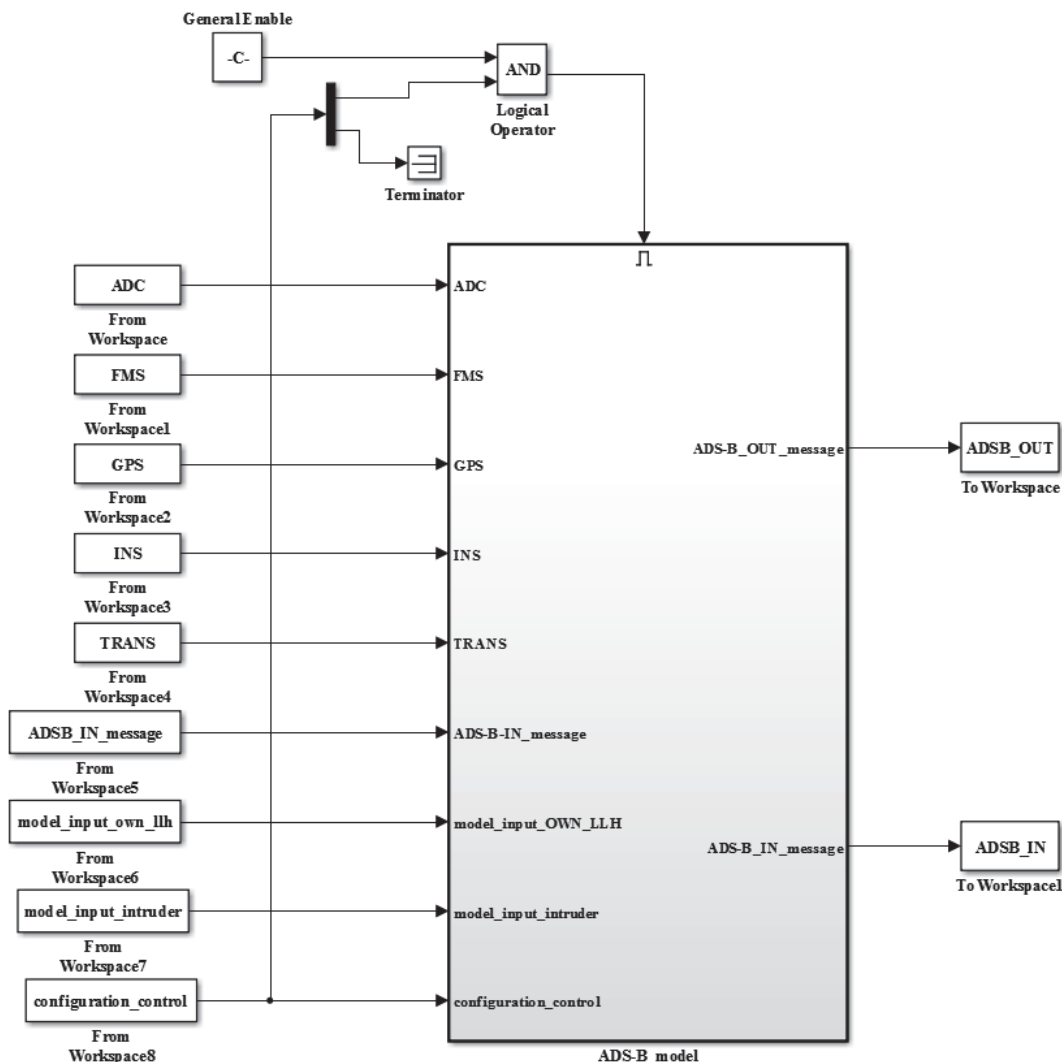 General Enable
-C-
AND
Logical
Operator
Terminator
ADC
From
Workspace
ADC
FMS
From
Workspace1
FMS
GPS
From
Workspace2
GPS
INS
From
Workspace3
INS
TRANS
From
Workspace4
TRANS
ADSB_IN_message
From
Workspace5
ADS-B-IN_message
model_input_own_llh
From
Workspace6
model_input_OWN_LLH
model_input_intruder
From
Workspace7
model_input_intruder
configuration_control
From
Workspace8
configuration_control
ADS-B_OUT_message
ADSB_OUT
To Workspace
ADS-B_IN_message
ADSB_IN
To Workspace1
ADS-B_model